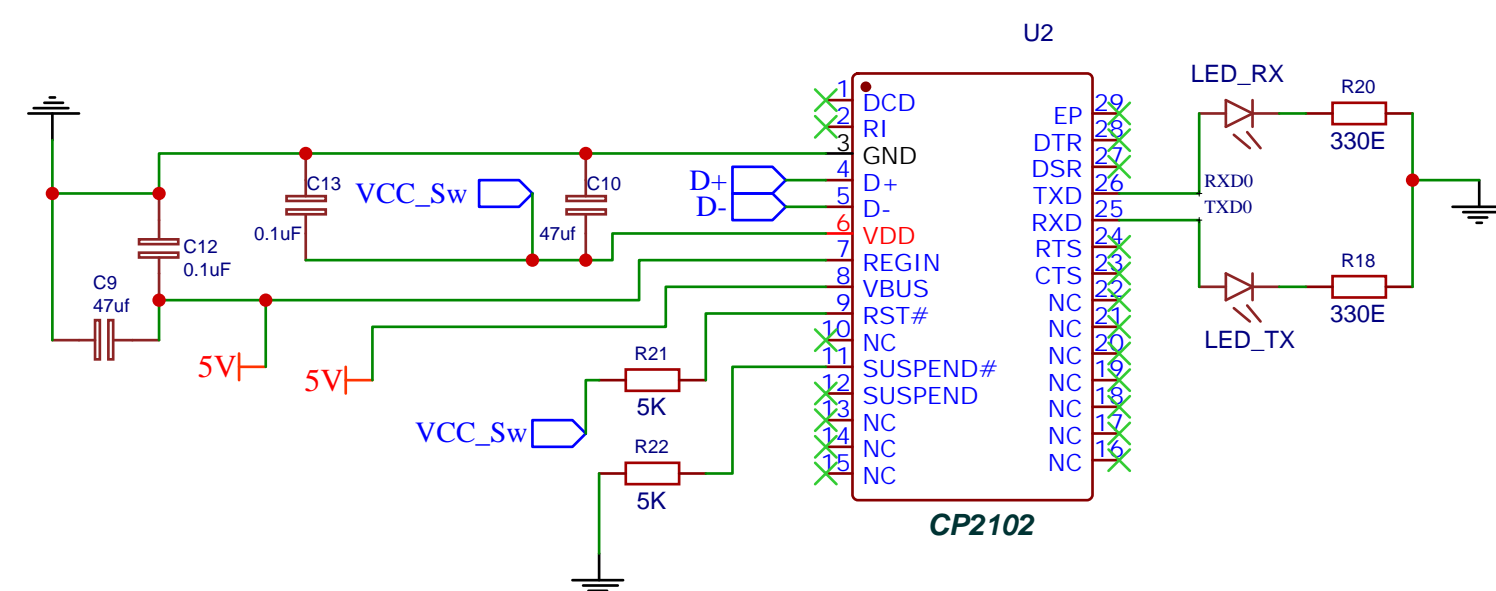 U2
LED_RX
R20
330E
1
DCD
2
RI
3
GND
4
D+
5
D-
6
VDD
7
REGIN
8
VBUS
9
RST#
10
NC
11
SUSPEND#
12
SUSPEND
13
NC
14
NC
15
NC
29
EP
28
DTR
27
DSR
26
TXD
25
RXD
24
RTS
23
CTS
22
NC
21
NC
20
NC
19
NC
18
NC
17
NC
16
NC
CP2102
RXD0
TXD0
R18
330E
LED_TX
C13
0.1uF
VCC_Sw
C10
47uf
D+
D-
C12
0.1uF
C9
47uf
5V
5V
R21
5K
VCC_Sw
R22
5K